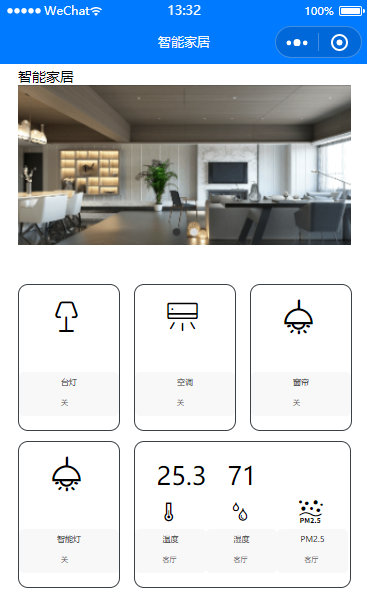 WeChat 13:32 100%
智能家居
智能家居
台灯 空调 窗帘
关 关 关
25.3 71
PM2.5
智能灯 温度 湿度 PM2.5
关 客厅 客厅 客厅